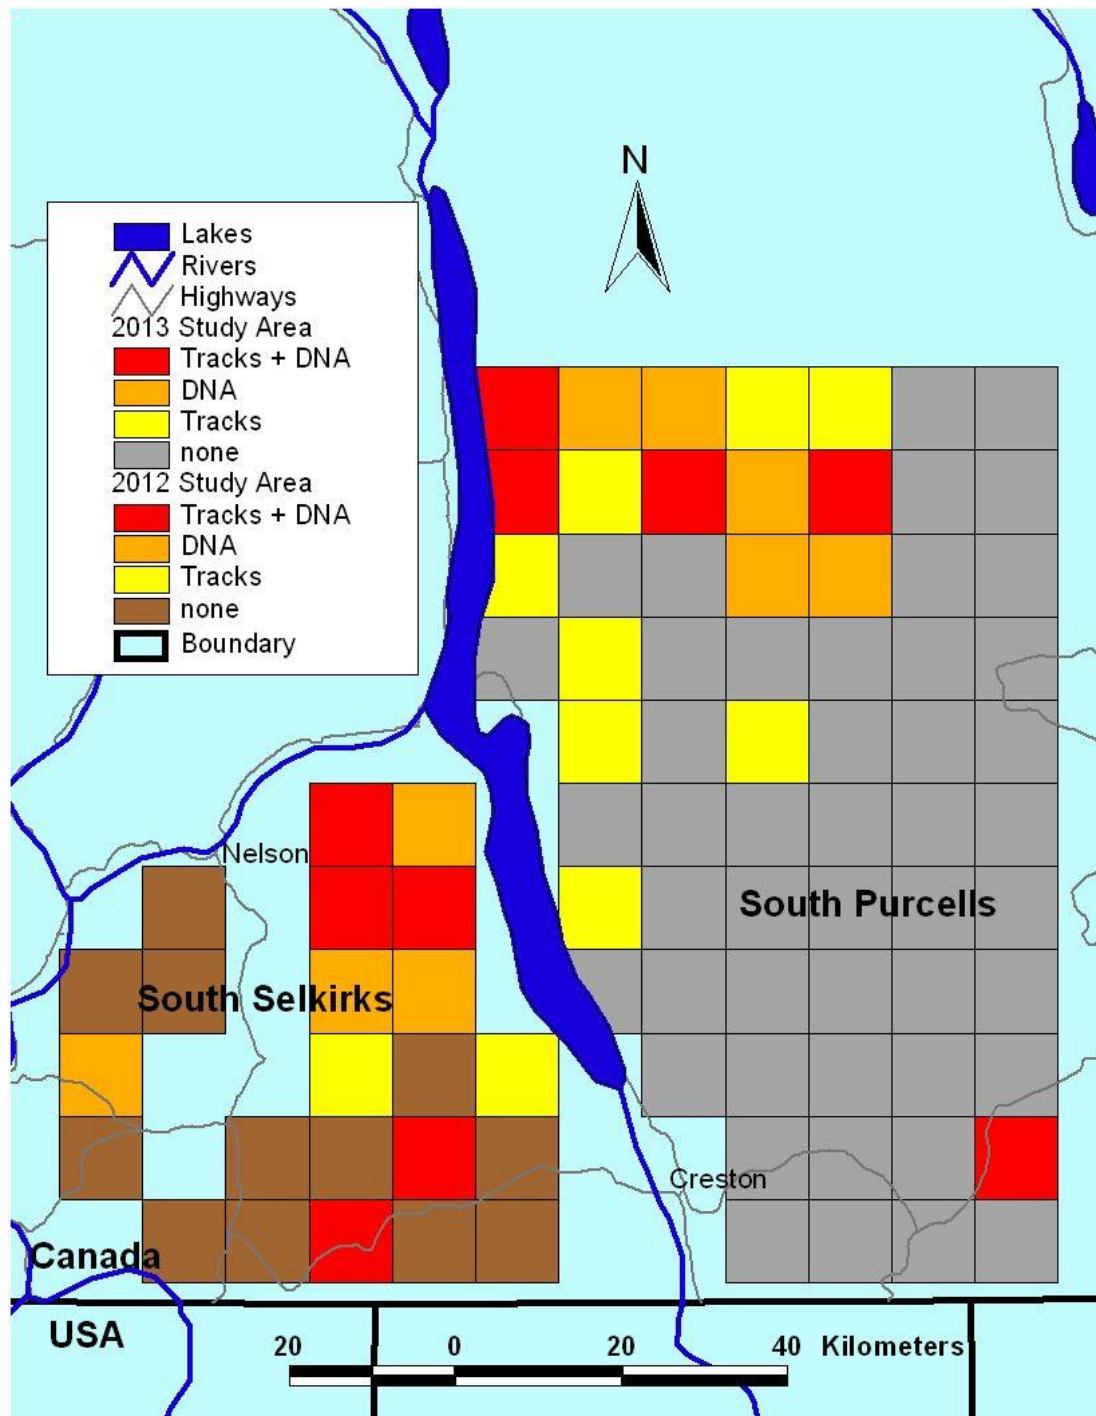 N
Lakes
Rivers
Highways
2013 Study Area
Tracks + DNA
DNA
Tracks
none
2012 Study Area
Tracks + DNA
DNA
Tracks
none
Boundary
Nelson
South Purcells
South Selkirks
Creston
Canada
USA
20 0 20 40 Kilometers